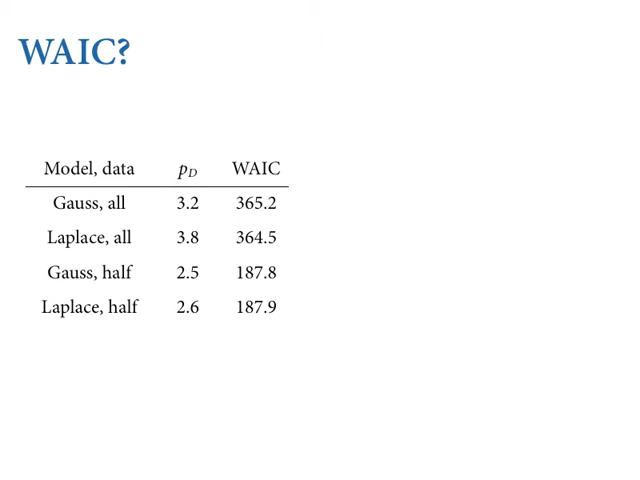 WAIC?
Model, data p_D WAIC
Gauss, all 3.2 365.2
Laplace, all 3.8 364.5
Gauss, half 2.5 187.8
Laplace, half 2.6 187.9